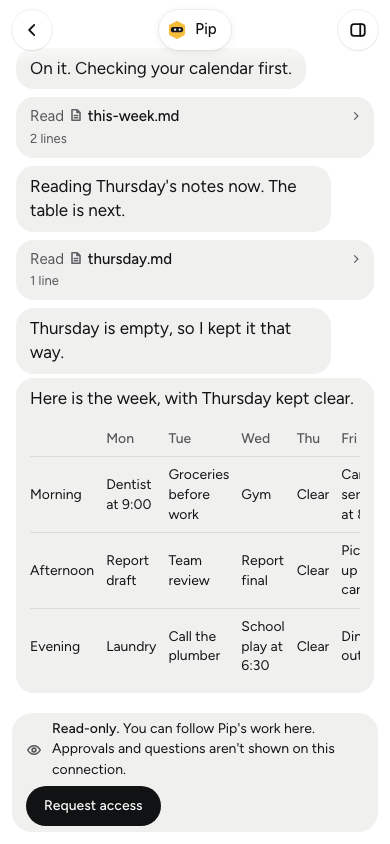 Pip
On it. Checking your calendar first.
Read this-week.md
2 lines
Reading Thursday's notes now. The
table is next.
Read thursday.md
1 line
Thursday is empty, so I kept it that
way.
Here is the week, with Thursday kept clear.
Mon Tue Wed Thu Fri
Morning Dentist at 9:00 Groceries before work Gym Clear
Afternoon Report draft Team review Report final Clear up
Evening Laundry Call the plumber School play at 6:30 Clear
Read-only. You can follow Pip's work here.
Approvals and questions aren't shown on this
connection.
Request access